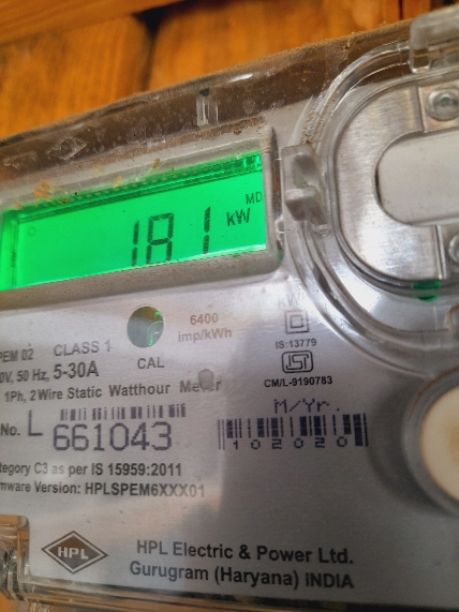 MD
181 kW
6400
imp/kWh
PEM 02 CLASS 1
0V, 50 Hz, 5-30A
CAL
IS:13779
ISI
CM/L-9190783
1Ph, 2Wire Static Watthour Meter
M/Yr.
No. L 661043
102020
tegory C3 as per IS 15959:2011
mware Version: HPLSPEM6XXX01
HPL
HPL Electric & Power Ltd.
Gurugram (Haryana) INDIA